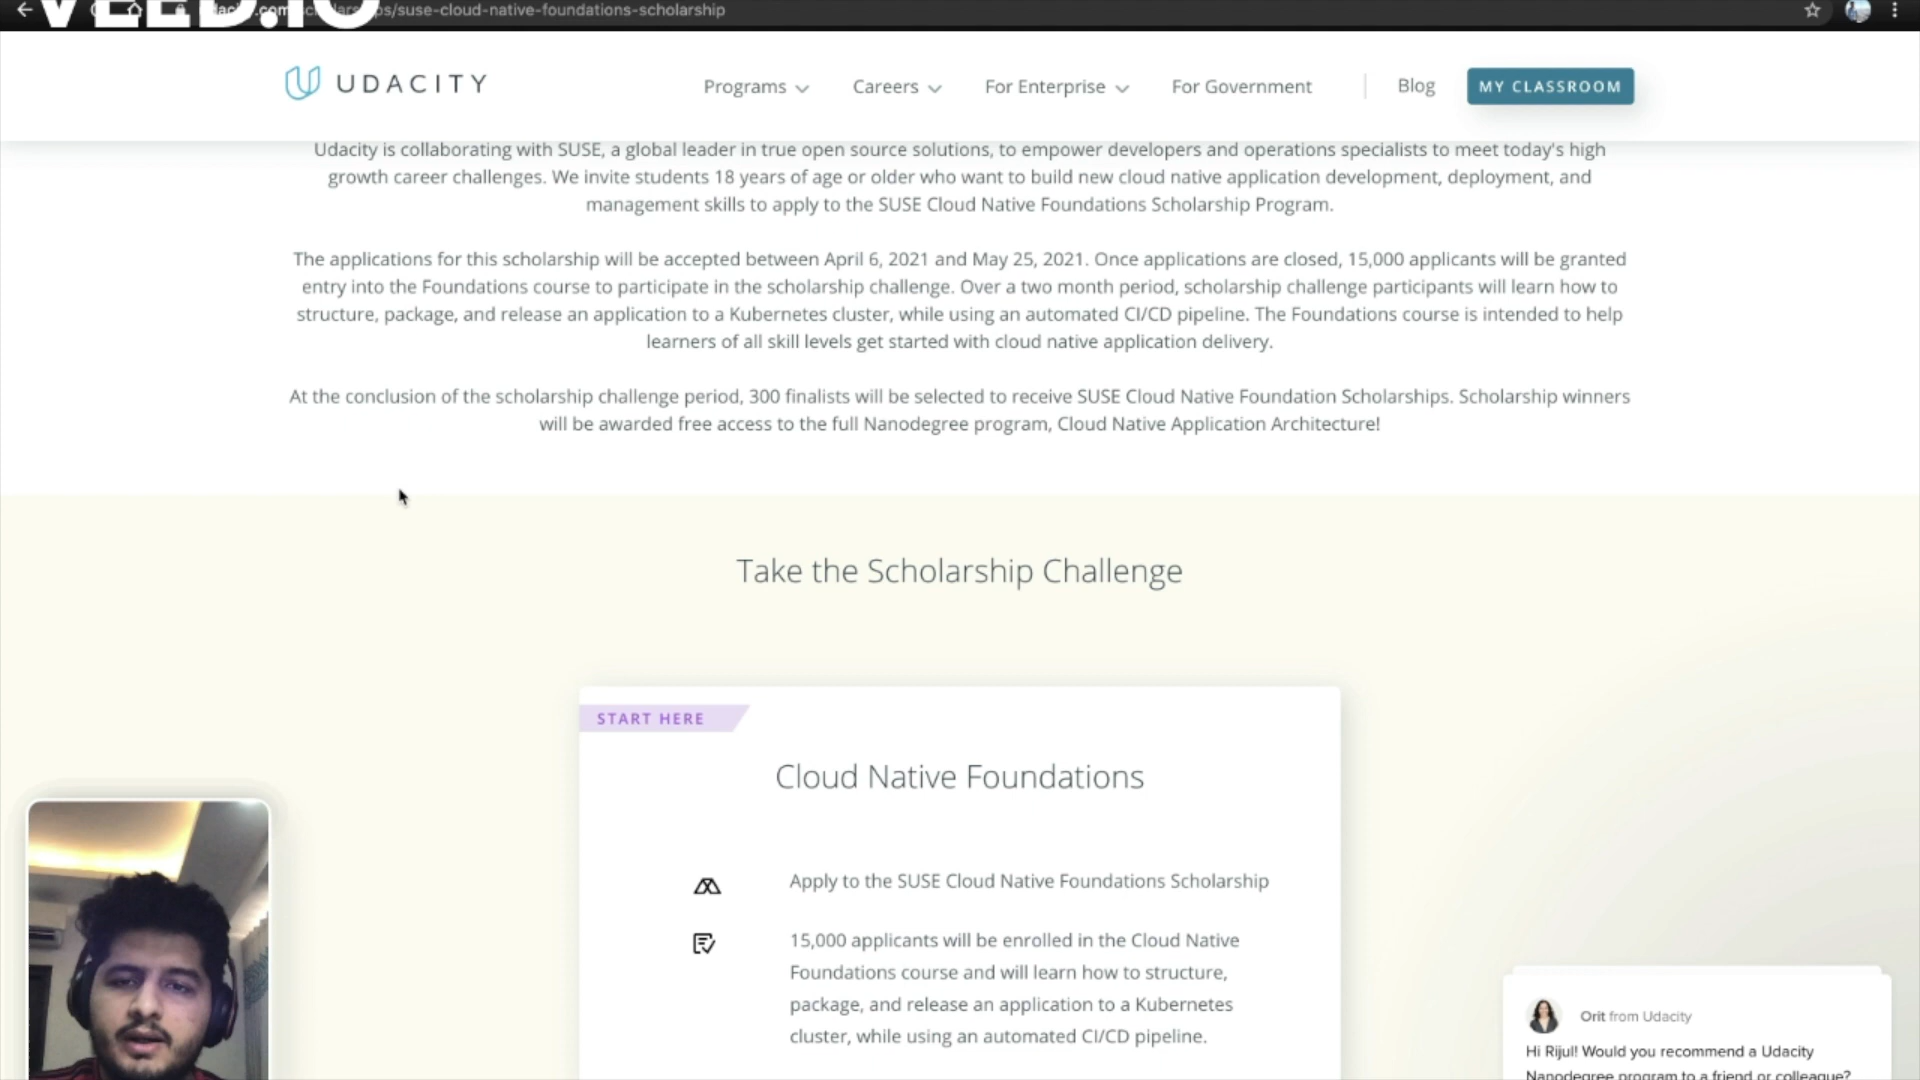 VEED.IO
/suse-cloud-native-foundations-scholarship
UDACITY
Programs
Careers
For Enterprise
For Government
Blog
MY CLASSROOM
Udacity is collaborating with SUSE, a global leader in true open source solutions, to empower developers and operations specialists to meet today's high
growth career challenges. We invite students 18 years of age or older who want to build new cloud native application development, deployment, and
management skills to apply to the SUSE Cloud Native Foundations Scholarship Program.
The applications for this scholarship will be accepted between April 6, 2021 and May 25, 2021. Once applications are closed, 15,000 applicants will be granted
entry into the Foundations course to participate in the scholarship challenge. Over a two month period, scholarship challenge participants will learn how to
structure, package, and release an application to a Kubernetes cluster, while using an automated CI/CD pipeline. The Foundations course is intended to help
learners of all skill levels get started with cloud native application delivery.
At the conclusion of the scholarship challenge period, 300 finalists will be selected to receive SUSE Cloud Native Foundation Scholarships. Scholarship winners
will be awarded free access to the full Nanodegree program, Cloud Native Application Architecture!
Take the Scholarship Challenge
START HERE
Cloud Native Foundations
Apply to the SUSE Cloud Native Foundations Scholarship
15,000 applicants will be enrolled in the Cloud Native
Foundations course and will learn how to structure,
package, and release an application to a Kubernetes
cluster, while using an automated CI/CD pipeline.
Orit from Udacity
Hi Rijul! Would you recommend a Udacity
Nanodegree program to a friend or colleague?